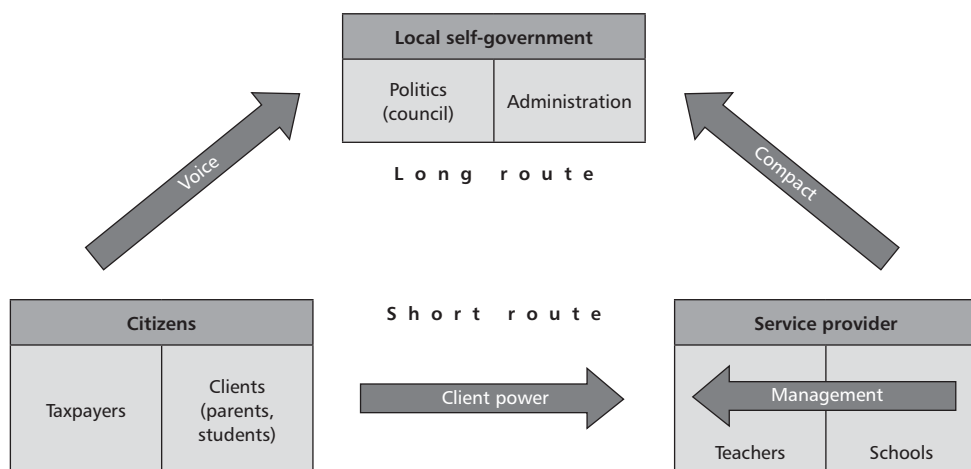 Local self-government
Politics
(council)
Administration
Voice
Compact
Long route
Short route
Citizens
Service provider
Taxpayers
Clients
(parents,
students)
Client power
Management
Teachers
Schools